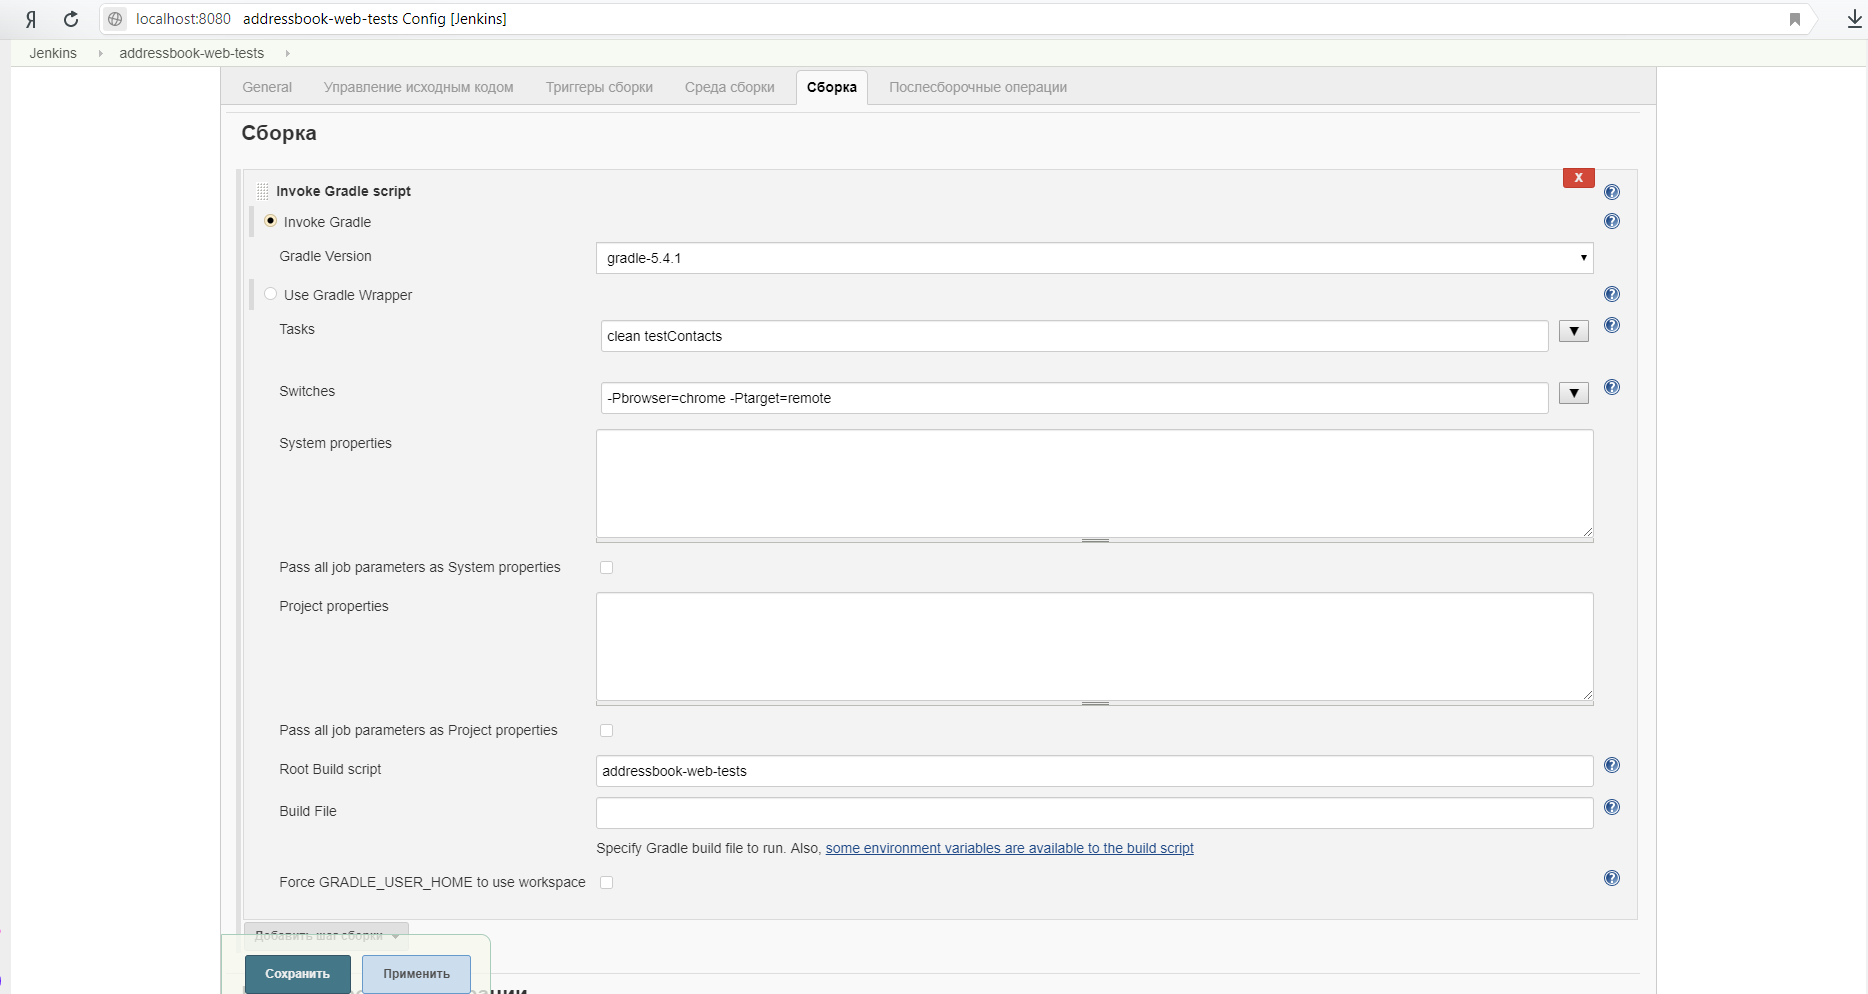 Я localhost:8080 addressbook-web-tests Config [Jenkins]
Jenkins addressbook-web-tests
General Управление исходным кодом Триггеры сборки Среда сборки Сборка Послесборочные операции
Сборка
Invoke Gradle script X
Invoke Gradle
Gradle Version gradle-5.4.1
Use Gradle Wrapper
Tasks clean testContacts
Switches -Pbrowser=chrome -Ptarget=remote
System properties
Pass all job parameters as System properties
Project properties
Pass all job parameters as Project properties
Root Build script addressbook-web-tests
Build File
Specify Gradle build file to run. Also, some environment variables are available to the build script
Force GRADLE_USER_HOME to use workspace
Добавить шаг сборки
Сохранить Применить